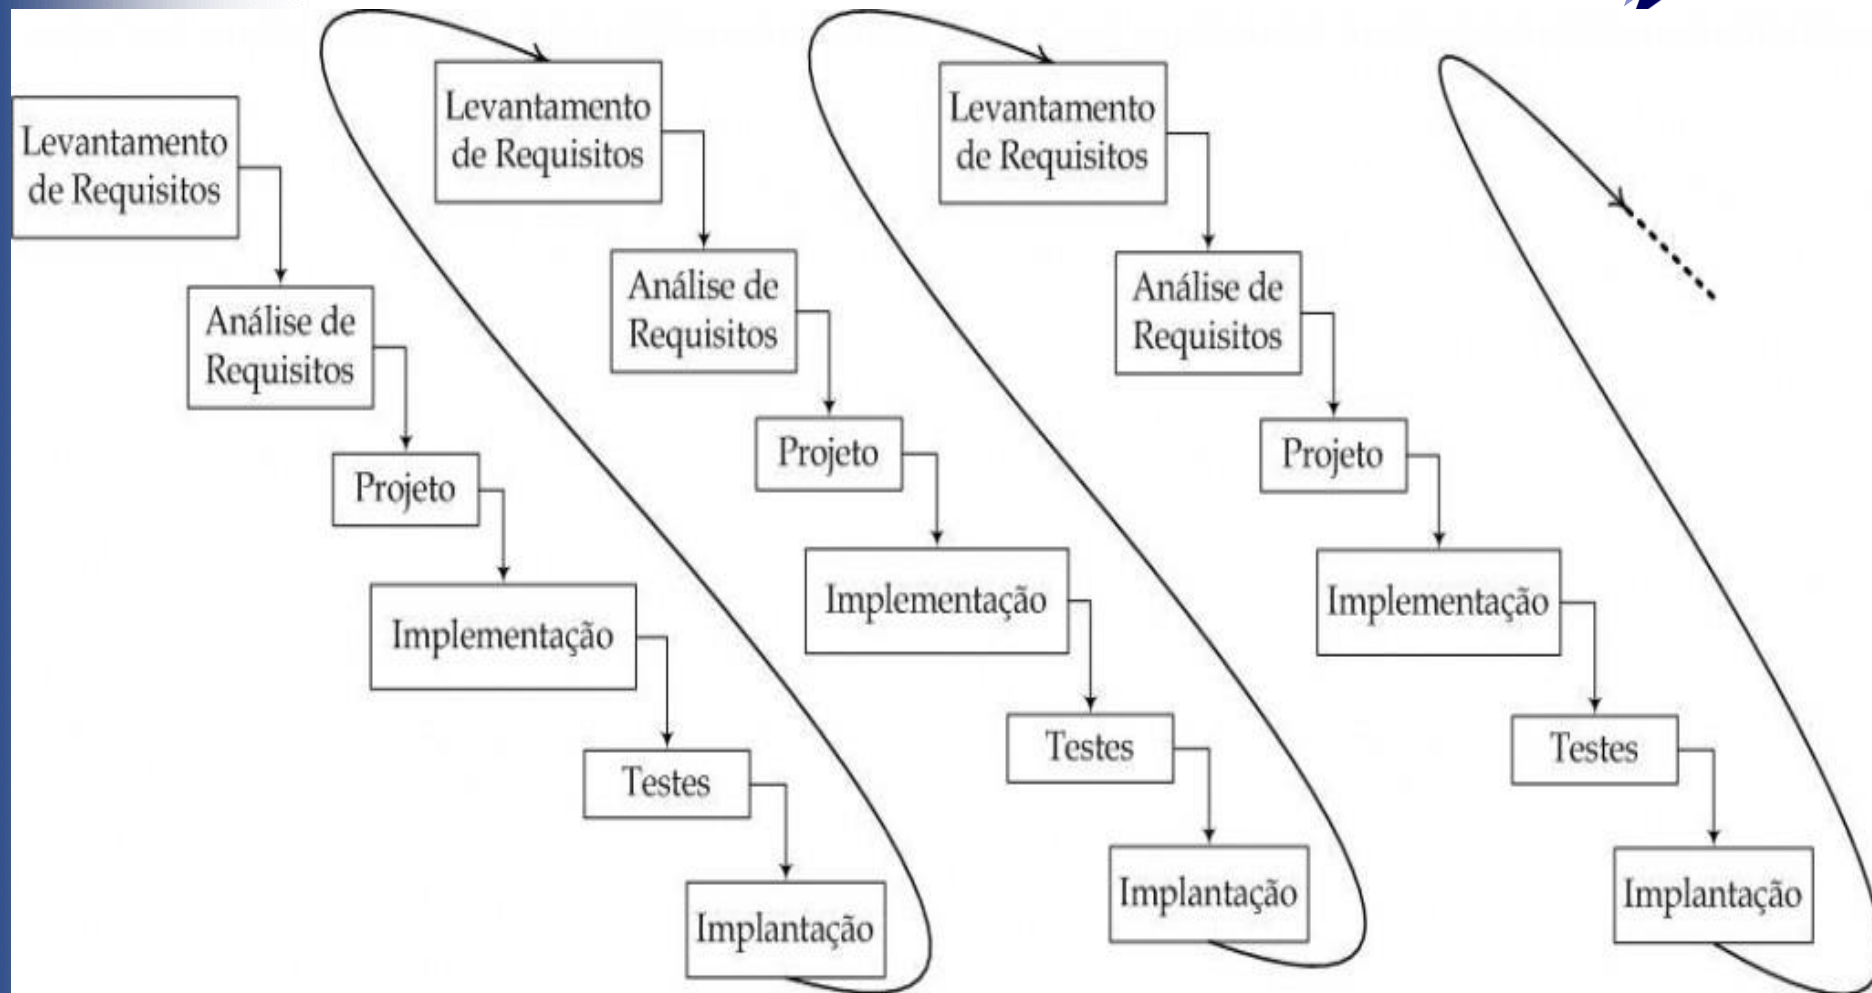 Levantamento
de Requisitos
Análise de
Requisitos
Projeto
Implementação
Testes
Implantação
Levantamento
de Requisitos
Análise de
Requisitos
Projeto
Implementação
Testes
Implantação
Levantamento
de Requisitos
Análise de
Requisitos
Projeto
Implementação
Testes
Implantação